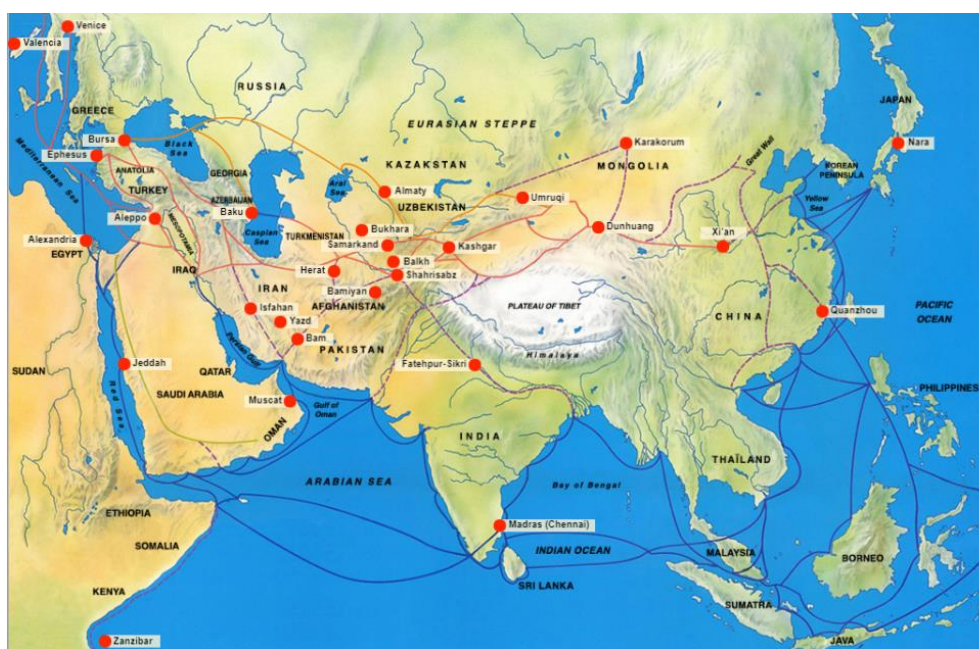 Venice
Valencia
RUSSIA
JAPAN
GREECE
EURASIAN STEPPE
Bursa
Black
Sea
Karakorum
Great Wall
Nara
Mediterranean Sea
Ephesus
ANATOLIA
GEORGIA
KAZAKSTAN
MONGOLIA
KOREAN
PENINSULA
TURKEY
Aral
Sea
Almaty
Umruqi
Yellow
Sea
AZERBAIJAN
UZBEKISTAN
Aleppo
MESOPOTAMIA
Baku
Caspian
Sea
TURKMENISTAN
Bukhara
Dunhuang
Xi'an
Alexandria
EGYPT
Samarkand
Kashgar
Balkh
IRAQ
Herat
Shahrisabz
IRAN
Bamiyan
AFGHANISTAN
PLATEAU OF TIBET
PACIFIC
OCEAN
Isfahan
CHINA
Quanzhou
Yazd
Bam
PAKISTAN
Himalaya
Persian Gulf
Jeddah
Fatehpur-Sikri
SUDAN
QATAR
Red Sea
SAUDI ARABIA
Muscat
Gulf of
Oman
PHILIPPINES
OMAN
INDIA
THAÏLAND
ARABIAN SEA
Bay of Bengal
ETHIOPIA
Madras (Chennai)
SOMALIA
INDIAN OCEAN
MALAYSIA
BORNEO
SRI LANKA
KENYA
SUMATRA
Zanzibar
JAVA